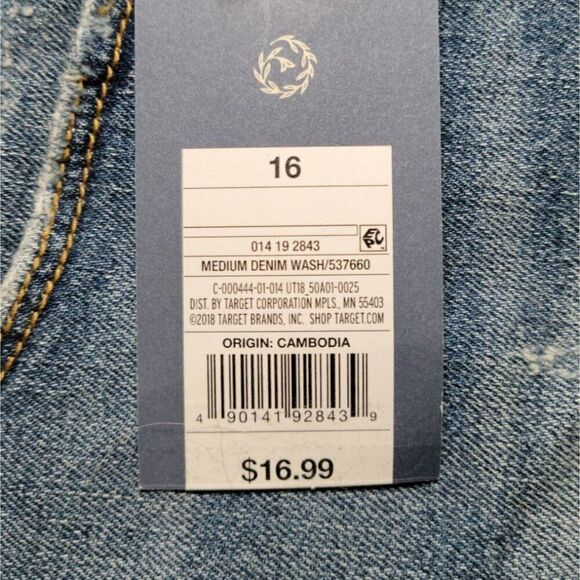 16
014 19 2843
MEDIUM DENIM WASH/537660
C-000444-01-014 UT18_50A01-0025
DIST. BY TARGET CORPORATION MPLS., MN 55403
©2018 TARGET BRANDS, INC. SHOP TARGET.COM
ORIGIN: CAMBODIA
4 90141 92843 9
$16.99